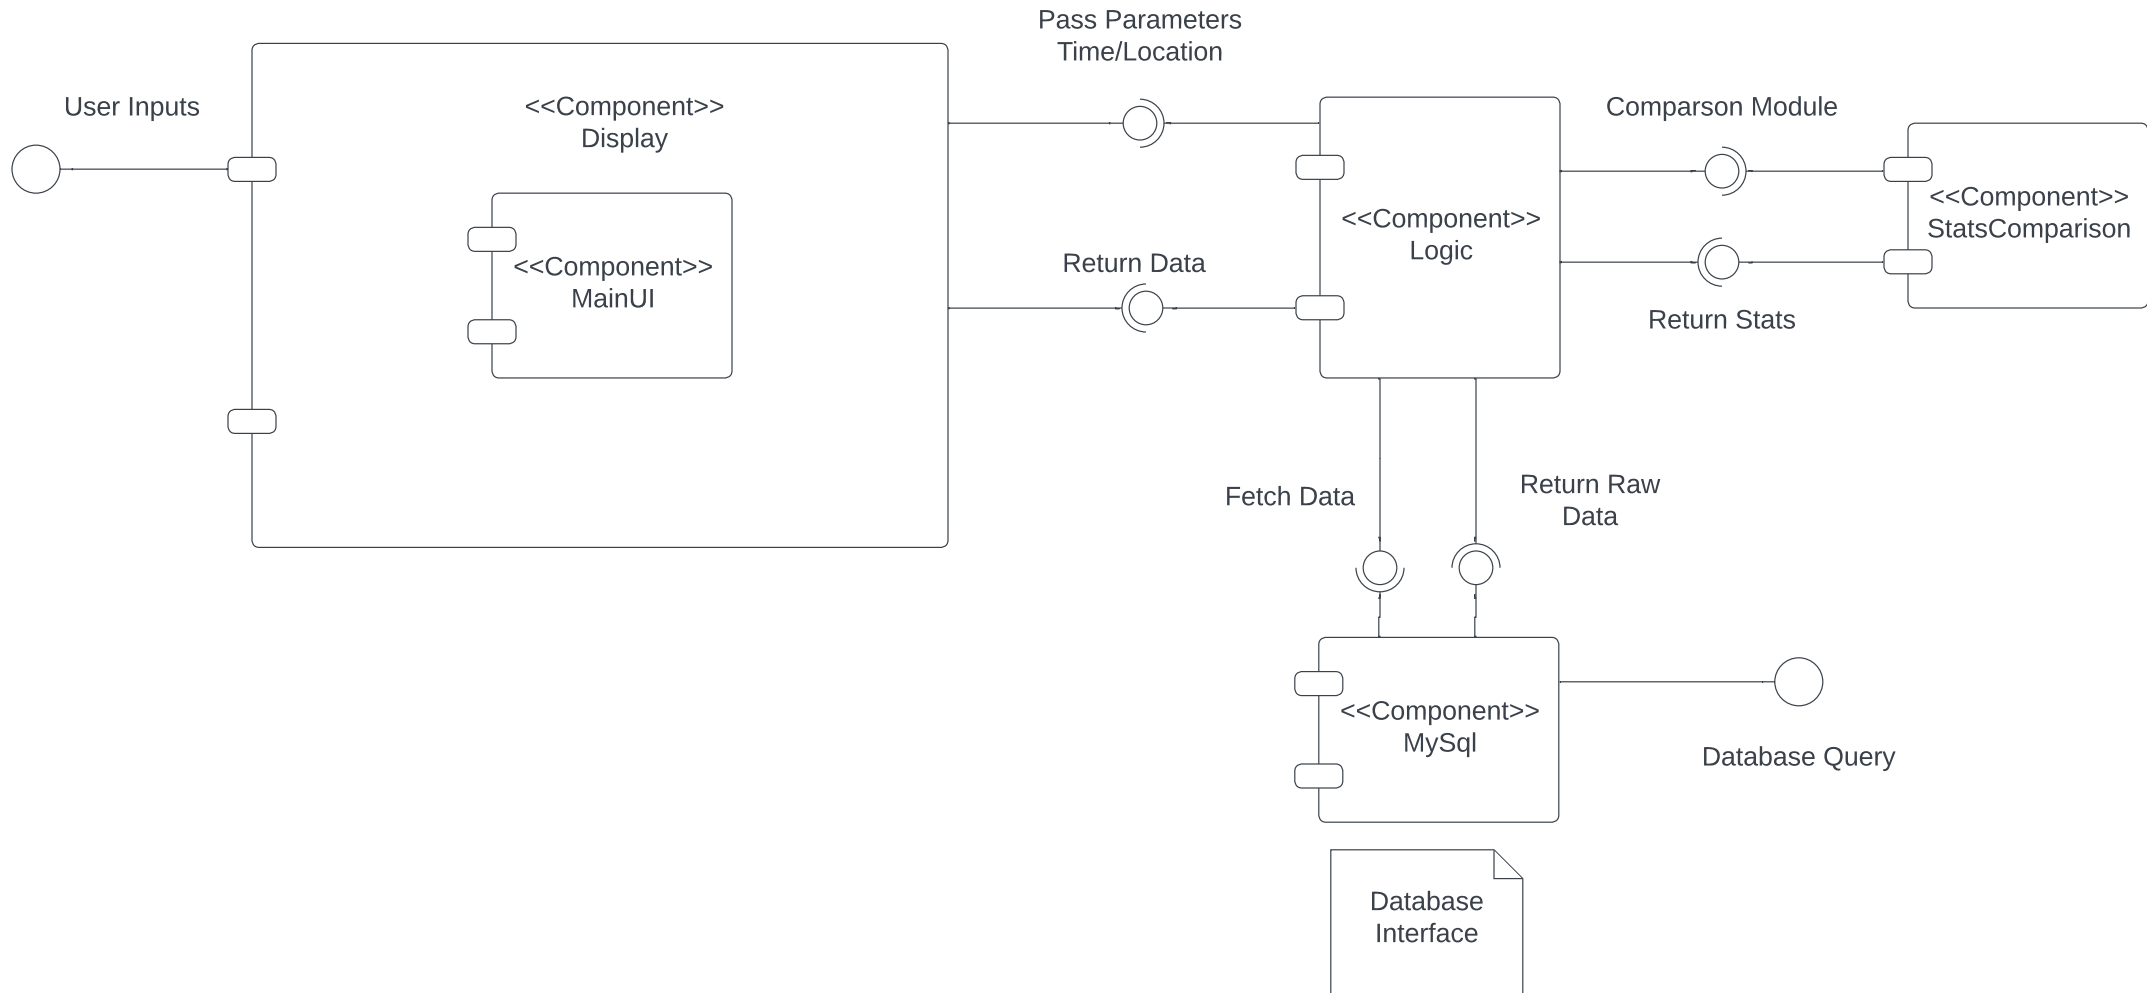 Pass Parameters
Time/Location
User Inputs
<<Component>>
Display
Comparson Module
<<Component>>
StatsComparison
<<Component>>
Logic
Return Data
<<Component>>
MainUI
Return Stats
Fetch Data
Return Raw
Data
<<Component>>
MySql
Database Query
Database
Interface